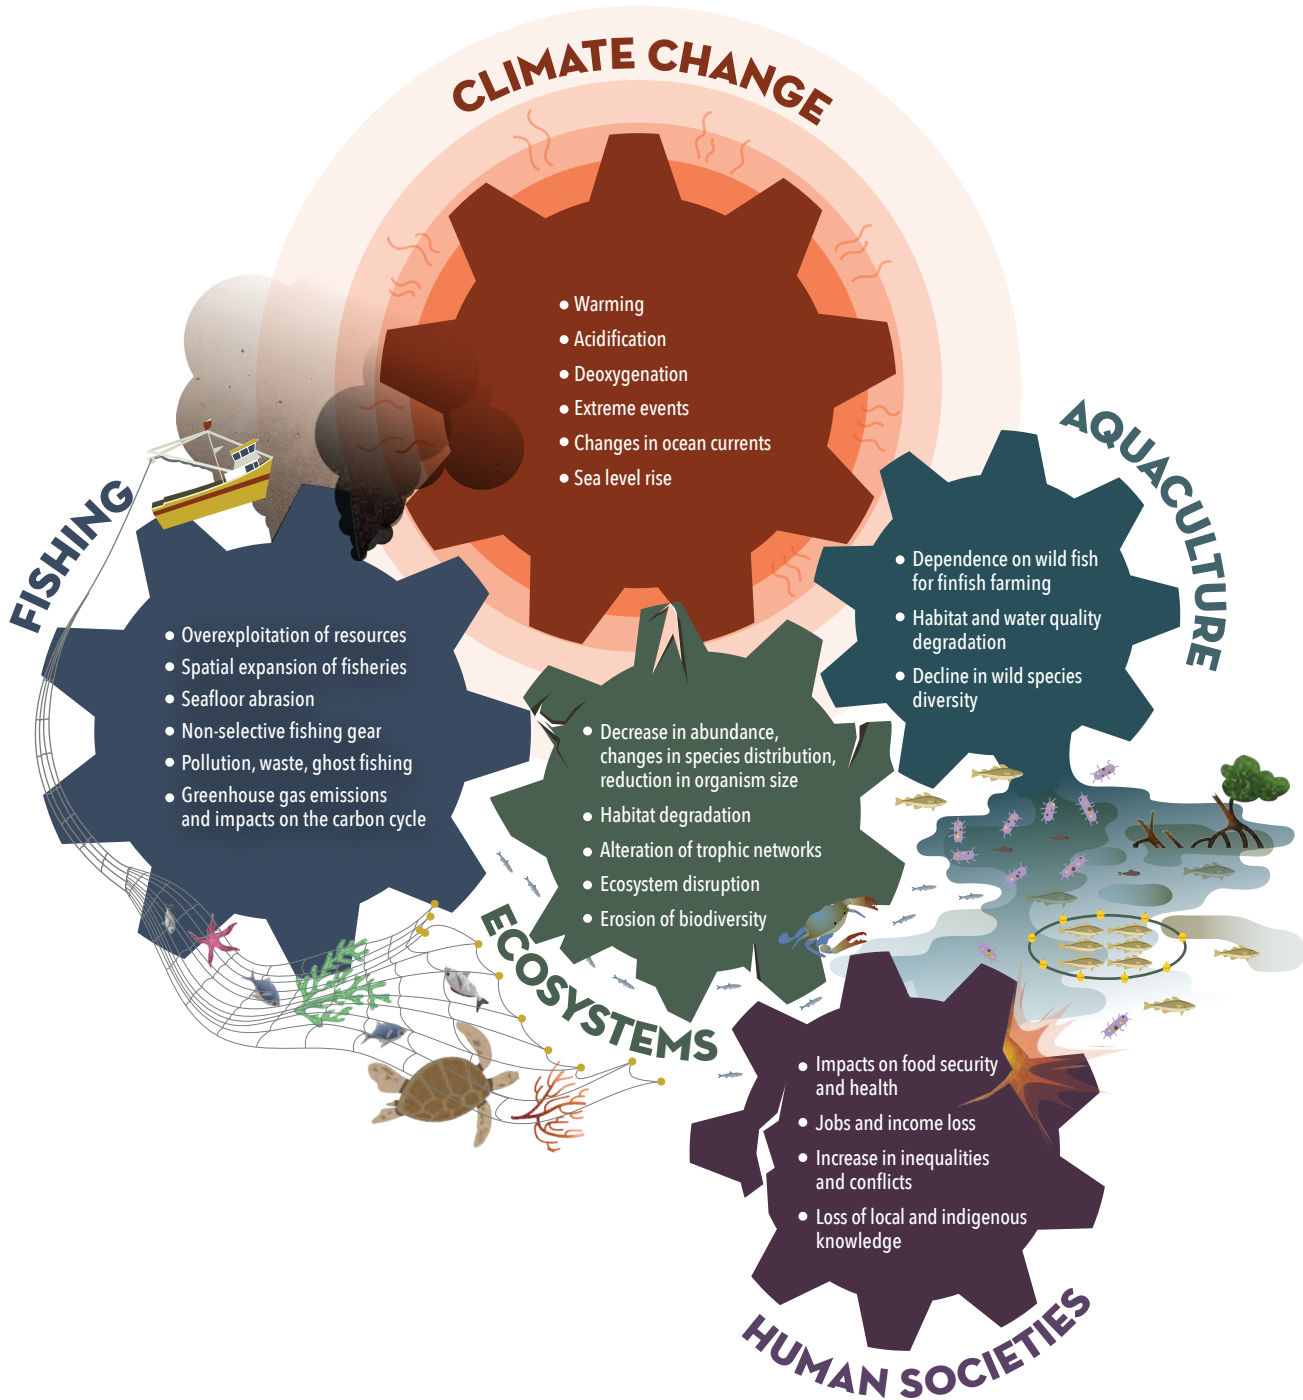 CLIMATE CHANGE
• Warming
• Acidification
• Deoxygenation
• Extreme events
• Changes in ocean currents
• Sea level rise
FISHING
• Overexploitation of resources
• Spatial expansion of fisheries
• Seafloor abrasion
• Non-selective fishing gear
• Pollution, waste, ghost fishing
• Greenhouse gas emissions
and impacts on the carbon cycle
AQUACULTURE
• Dependence on wild fish
for finfish farming
• Habitat and water quality
degradation
• Decline in wild species
diversity
ECOSYSTEMS
• Decrease in abundance,
changes in species distribution,
reduction in organism size
• Habitat degradation
• Alteration of trophic networks
• Ecosystem disruption
• Erosion of biodiversity
• Impacts on food security
and health
• Jobs and income loss
• Increase in inequalities
and conflicts
• Loss of local and indigenous
knowledge
HUMAN SOCIETIES